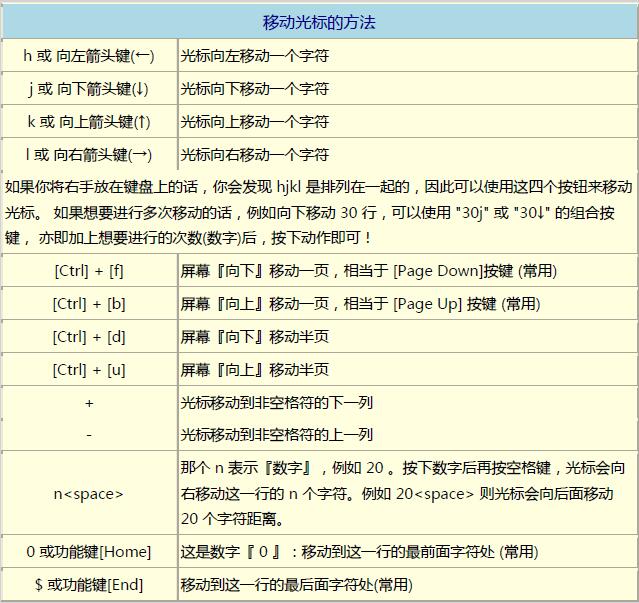 移动光标的方法
h 或 向左箭头键(←) 光标向左移动一个字符
j 或 向下箭头键(↓) 光标向下移动一个字符
k 或 向上箭头键(↑) 光标向上移动一个字符
l 或 向右箭头键(→) 光标向右移动一个字符
如果你将右手放在键盘上的话，你会发现 hjkl 是排列在一起的，因此可以使用这四个按钮来移动
光标。 如果想要进行多次移动的话，例如向下移动 30 行，可以使用 "30j" 或 "30↓" 的组合按
键， 亦即加上想要进行的次数(数字)后，按下动作即可！
[Ctrl] + [f] 屏幕『向下』移动一页，相当于 [Page Down]按键 (常用)
[Ctrl] + [b] 屏幕『向上』移动一页，相当于 [Page Up] 按键 (常用)
[Ctrl] + [d] 屏幕『向下』移动半页
[Ctrl] + [u] 屏幕『向上』移动半页
+ 光标移动到非空格符的下一列
- 光标移动到非空格符的上一列
n<space> 那个 n 表示『数字』，例如 20 。按下数字后再按空格键，光标会向
右移动这一行的 n 个字符。例如 20<space> 则光标会向后面移动
20 个字符距离。
0 或功能键[Home] 这是数字『 0 』：移动到这一行的最前面字符处 (常用)
$ 或功能键[End] 移动到这一行的最后面字符处(常用)